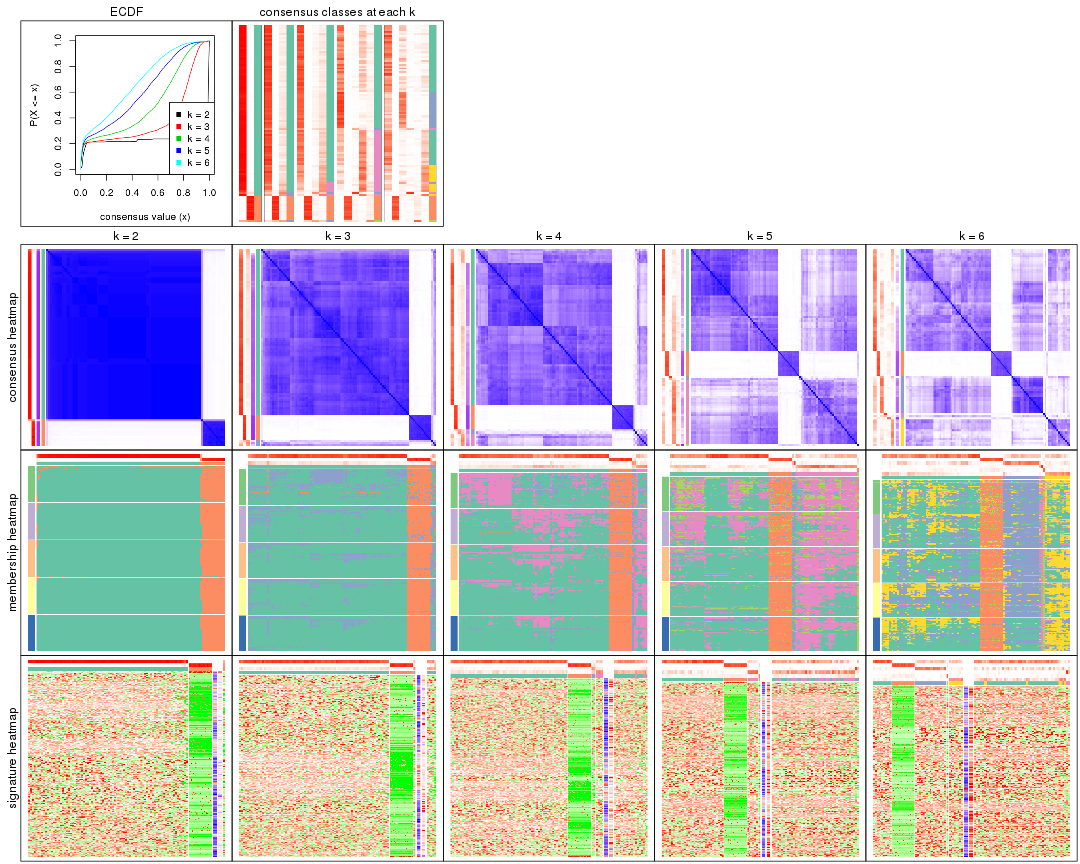 ECDF
consensus classes at each k
P(X <= x)
0.0 0.2 0.4 0.6 0.8 1.0
k = 2
k = 3
k = 4
k = 5
k = 6
0.0 0.2 0.4 0.6 0.8 1.0
consensus value (x)
k = 2 k = 3 k = 4 k = 5 k = 6
consensus heatmap
membership heatmap
signature heatmap